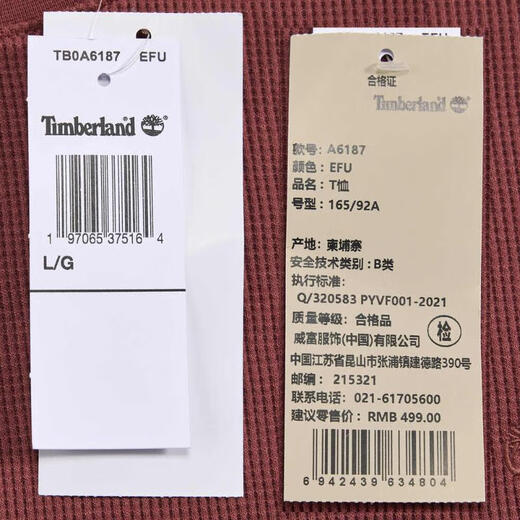 TB0A6187 EFU
Timberland
1 97065 37516 4
L/G
合格证
Timberland
款号: A6187
颜色: EFU
品名: T恤
号型: 165/92A
产地: 柬埔寨
安全技术类别: B类
执行标准:
Q/320583 PYVF001-2021
质量等级: 合格品
检
威富服饰(中国)有限公司
中国江苏省昆山市张浦镇建德路390号
邮编: 215321
联系电话: 021-61705600
建议零售价: RMB 499.00
6942439634804